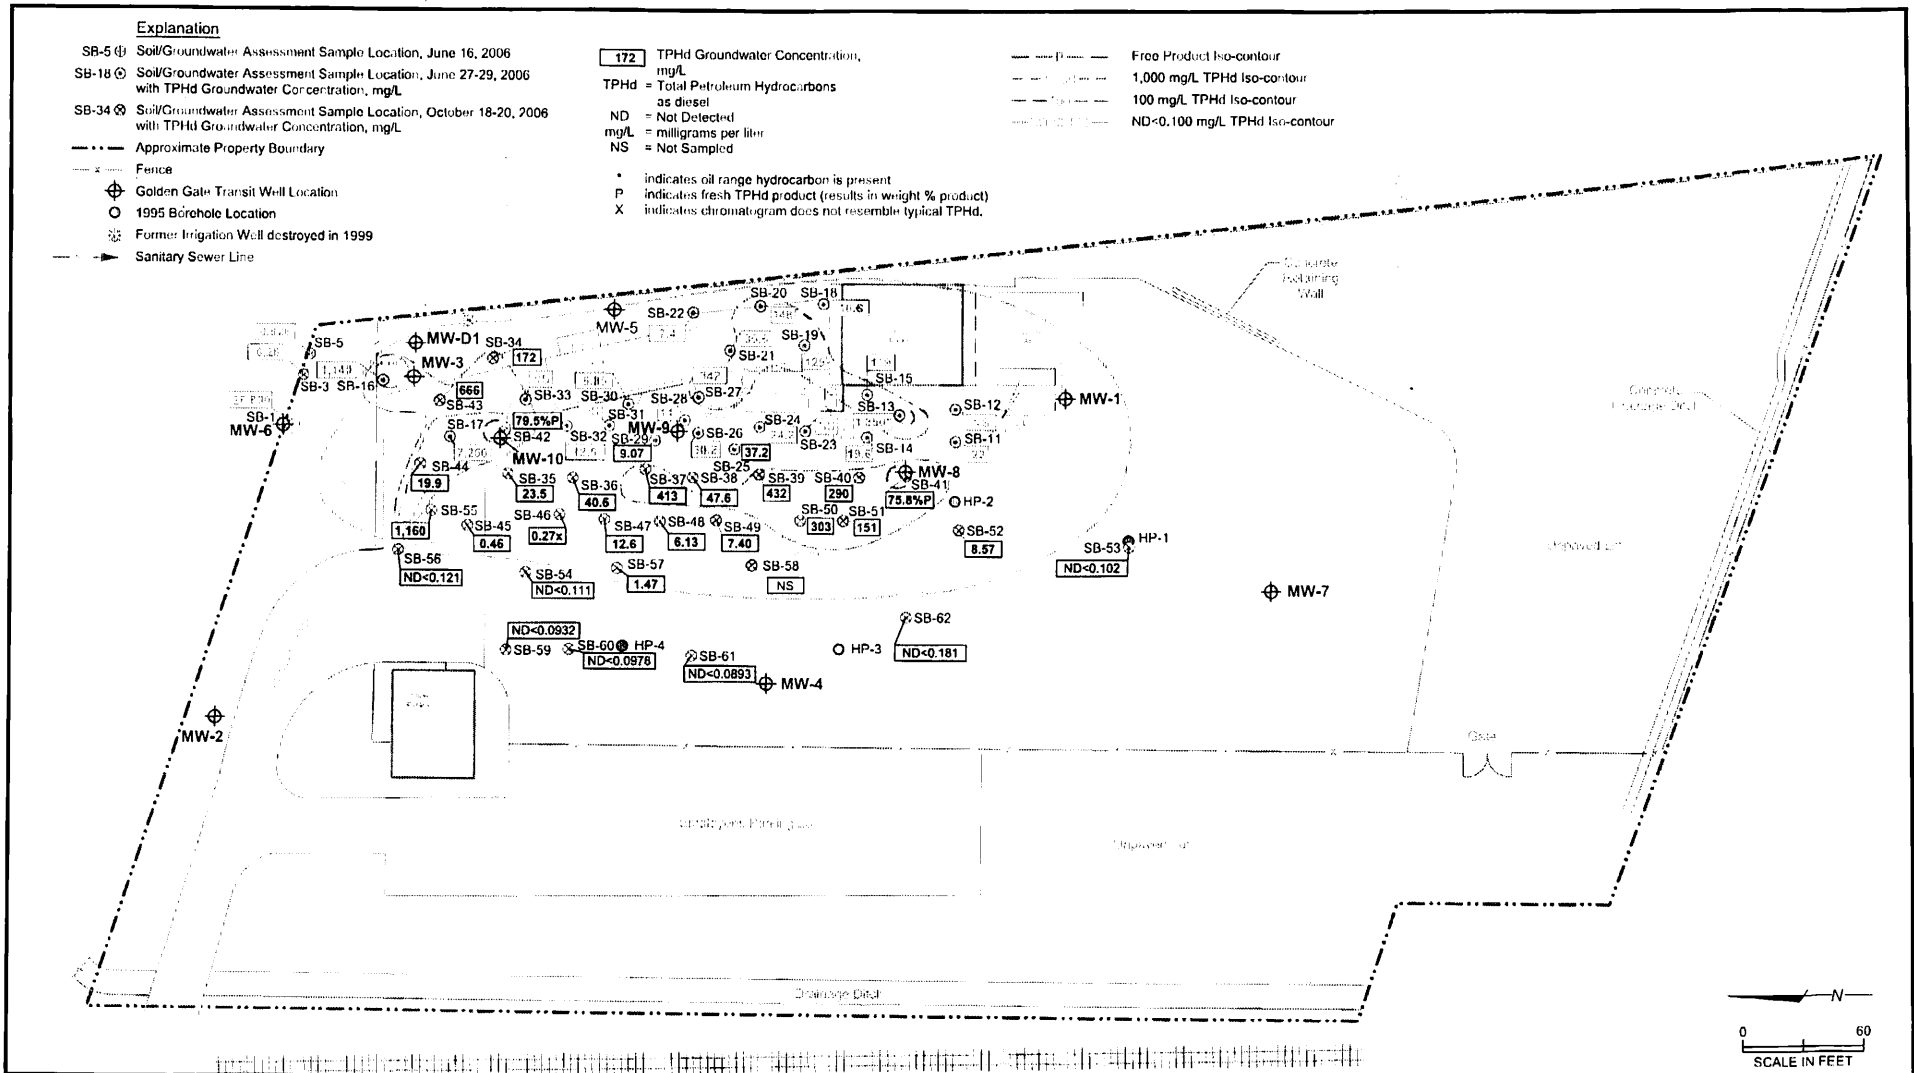 Explanation
SB-5 Soil/Groundwater Assessment Sample Location, June 16, 2006
SB-18 Soil/Groundwater Assessment Sample Location, June 27-29, 2006
with TPHd Groundwater Concentration, mg/L
SB-34 Soil/Groundwater Assessment Sample Location, October 18-20, 2006
with TPHd Groundwater Concentration, mg/L
Approximate Property Boundary
x Fence
Golden Gate Transit Well Location
1995 Borehole Location
Former Irrigation Well destroyed in 1999
Sanitary Sewer Line
172 TPHd Groundwater Concentration,
mg/L
TPHd = Total Petroleum Hydrocarbons
as diesel
ND = Not Detected
mg/L = milligrams per liter
NS = Not Sampled
* indicates oil range hydrocarbon is present
P indicates fresh TPHd product (results in weight % product)
X indicates chromatogram does not resemble typical TPHd.
Free Product Iso-contour
1,000 mg/L TPHd Iso-contour
100 mg/L TPHd Iso-contour
ND<0.100 mg/L TPHd Iso-contour
Concrete
Retaining
Wall
SB-20
SB-18
SB-22
MW-5
SB-19
SB-21
MW-D1
SB-34
172
SB-5
MW-3
1,140
SB-3
SB-16
SB-15
666
SB-43
SB-33
SB-30
SB-28
SB-27
347
SB-13
SB-12
MW-1
SB-1
MW-6
79.5%P
SB-31
SB-24
SB-17
SB-42
SB-32
SB-29
MW-9
SB-26
SB-23
SB-14
SB-11
22
MW-10
9.07
30.2
37.2
19.6
SB-44
19.9
SB-35
23.5
SB-36
40.6
SB-37
413
SB-38
47.6
SB-25
SB-39
432
SB-40
290
MW-8
SB-41
75.8%P
HP-2
SB-55
1,160
SB-45
0.46
SB-46
0.27x
SB-47
12.6
SB-48
6.13
SB-49
7.40
SB-50
303
SB-51
151
SB-52
8.57
HP-1
SB-53
ND<0.102
SB-56
ND<0.121
SB-54
ND<0.111
SB-57
1.47
SB-58
NS
MW-7
ND<0.0932
SB-59
SB-60
HP-4
ND<0.0978
SB-61
ND<0.0893
HP-3
SB-62
ND<0.181
MW-4
MW-2
Gate
Drainage Ditch
N
0 60
SCALE IN FEET